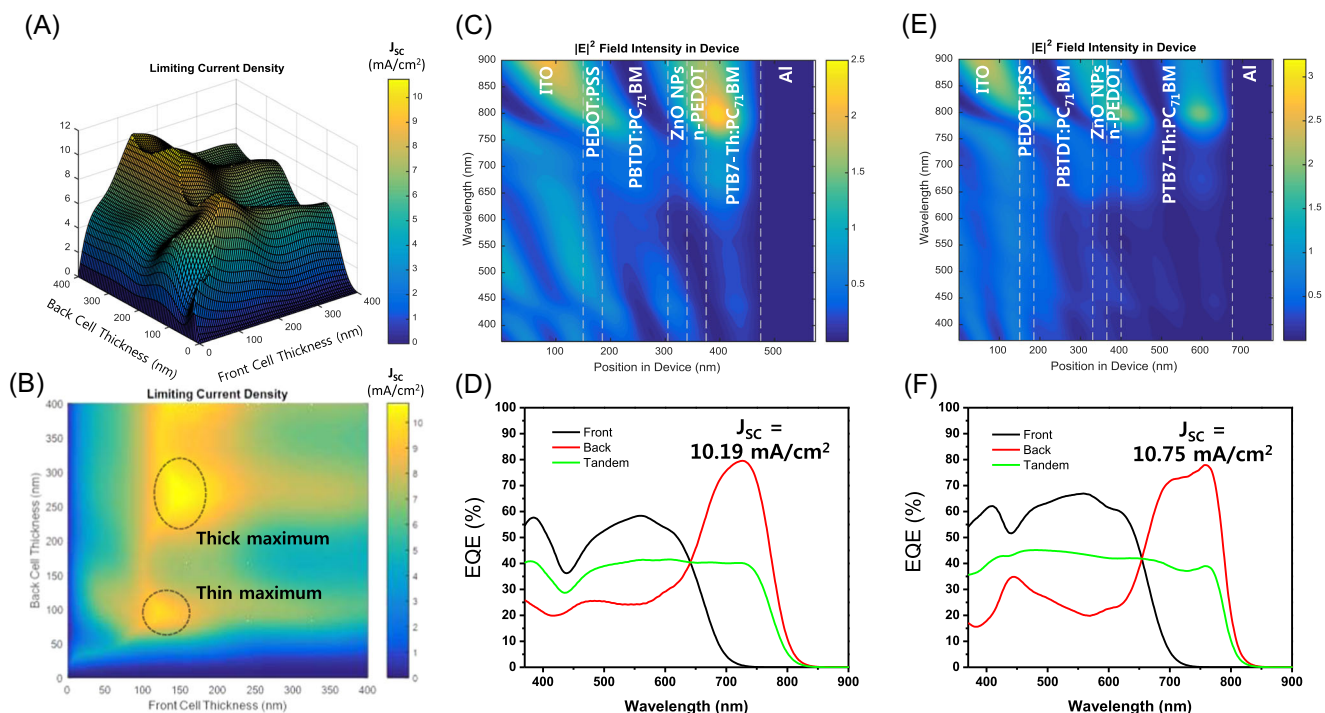 (A)
J_SC
(mA/cm²)
Limiting Current Density
12
10
8
6
4
2
0
400
300
200
100
0
Back Cell Thickness (nm)
0
100
200
300
400
Front Cell Thickness (nm)
10
9
8
7
6
5
4
3
2
1
0
(B)
J_SC
(mA/cm²)
Limiting Current Density
400
350
300
250
200
150
100
50
0
Back Cell Thickness (nm)
Thick maximum
Thin maximum
0 50 100 150 200 250 300 350 400
Front Cell Thickness (nm)
10
9
8
7
6
5
4
3
2
1
0
(C)
|E|² Field Intensity in Device
900
850
800
750
700
650
600
550
500
450
400
Wavelength (nm)
ITO
PEDOT:PSS
PBTDT:PC₇₁BM
ZnO NPs
n-PEDOT
PTB7-Th:PC₇₁BM
Al
100 200 300 400 500
Position in Device (nm)
2.5
2
1.5
1
0.5
(D)
100
90
80
70
60
50
40
30
20
10
0
EQE (%)
Front
Back
Tandem
J_SC =
10.19 mA/cm²
400 500 600 700 800 900
Wavelength (nm)
(E)
|E|² Field Intensity in Device
900
850
800
750
700
650
600
550
500
450
400
Wavelength (nm)
ITO
PEDOT:PSS
PBTDT:PC₇₁BM
ZnO NPs
n-PEDOT
PTB7-Th:PC₇₁BM
Al
100 200 300 400 500 600 700
Position in Device (nm)
3
2.5
2
1.5
1
0.5
(F)
100
90
80
70
60
50
40
30
20
10
0
EQE (%)
Front
Back
Tandem
J_SC =
10.75 mA/cm²
400 500 600 700 800 900
Wavelength (nm)